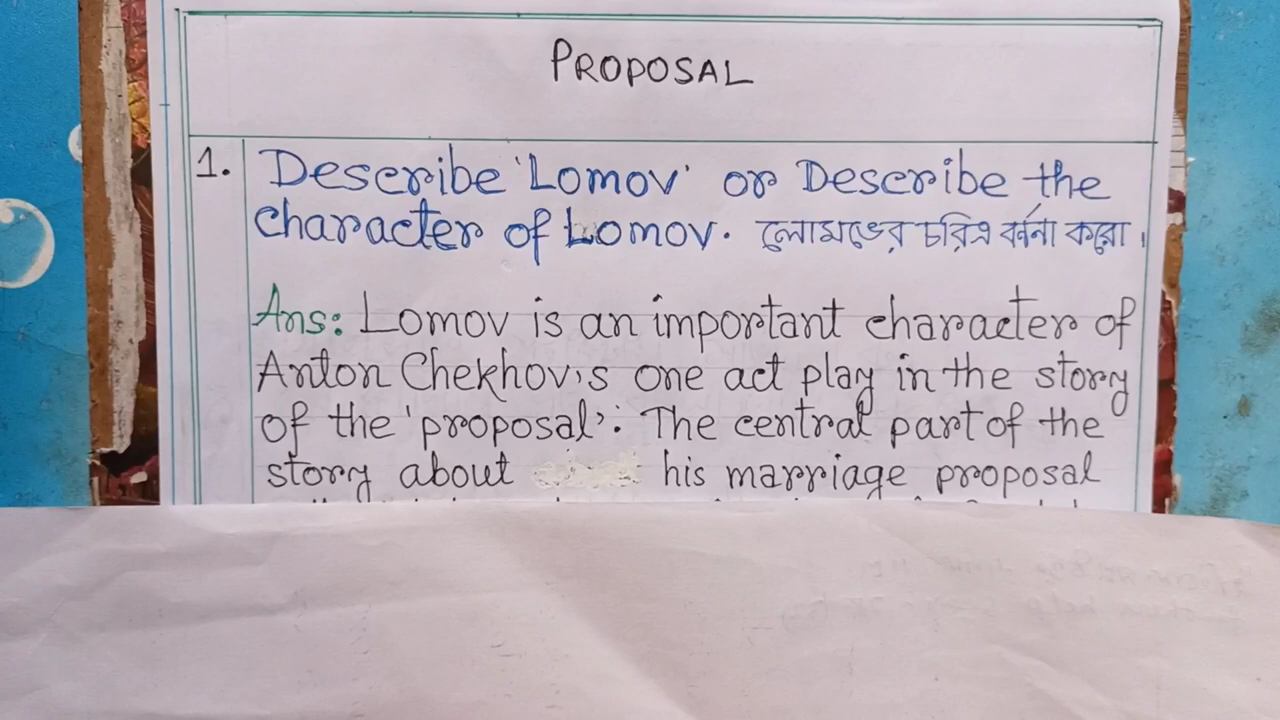 PROPOSAL
1. Describe 'Lomov' or Describe the
character of Lomov. লোমভের চরিত্র বর্ননা করো।
Ans: Lomov is an important character of
Anton Chekhov's one act play in the story
of the 'proposal'. The central part of the
story about his marriage proposal